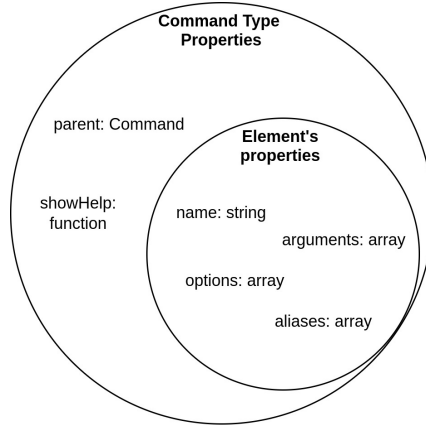 Command Type
Properties
parent: Command
Element's
properties
showHelp:
function
name: string
arguments: array
options: array
aliases: array